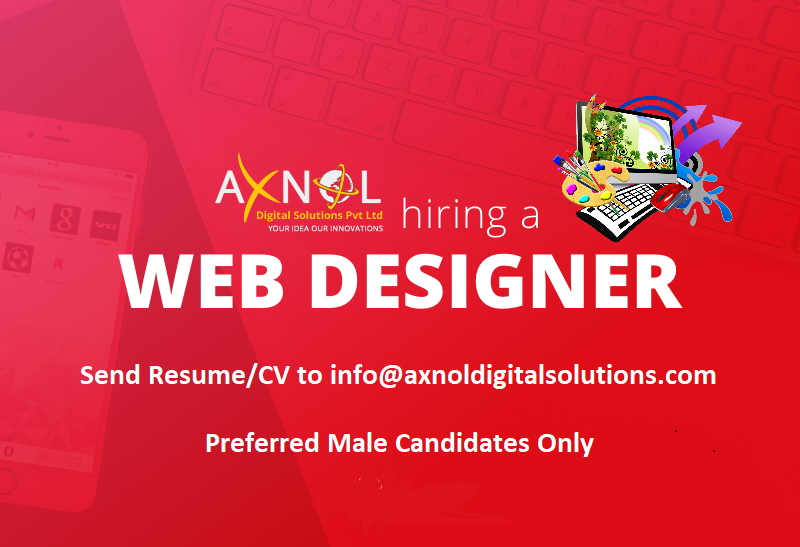 AXNOL
Digital Solutions Pvt Ltd
YOUR IDEA OUR INNOVATIONS
hiring a
WEB DESIGNER
Send Resume/CV to info@axnoldigitalsolutions.com
Preferred Male Candidates Only